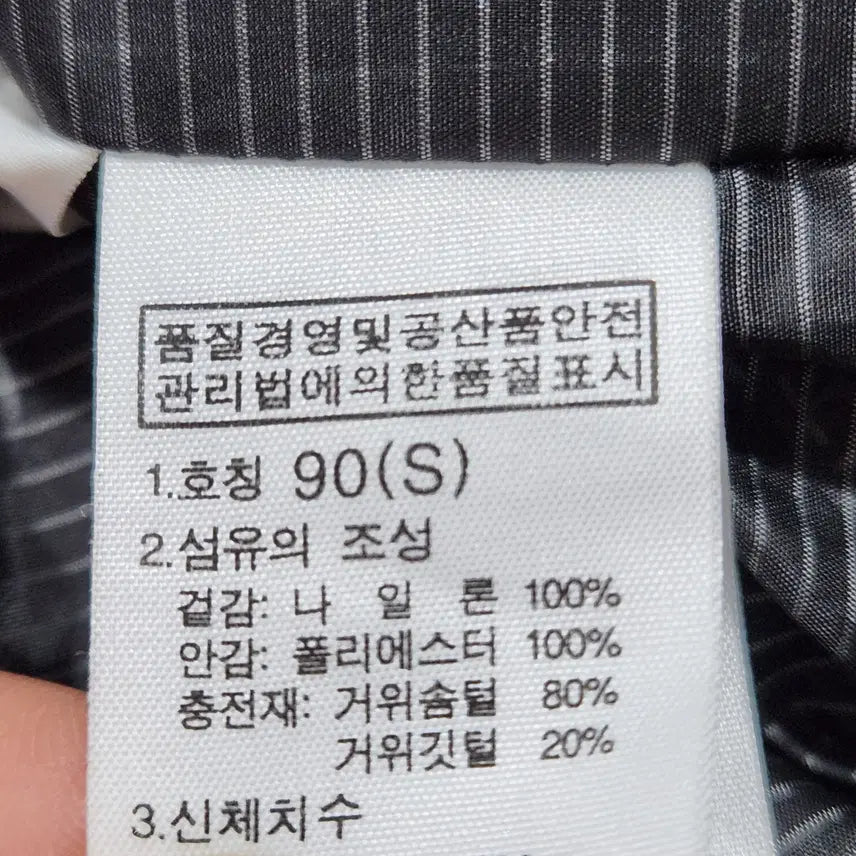 품질경영및공산품안전
관리법에의한품질표시
1.호칭 90(S)
2.섬유의 조성
겉감: 나 일 론 100%
안감: 폴리에스터 100%
충전재: 거위솜털 80%
거위깃털 20%
3.신체치수